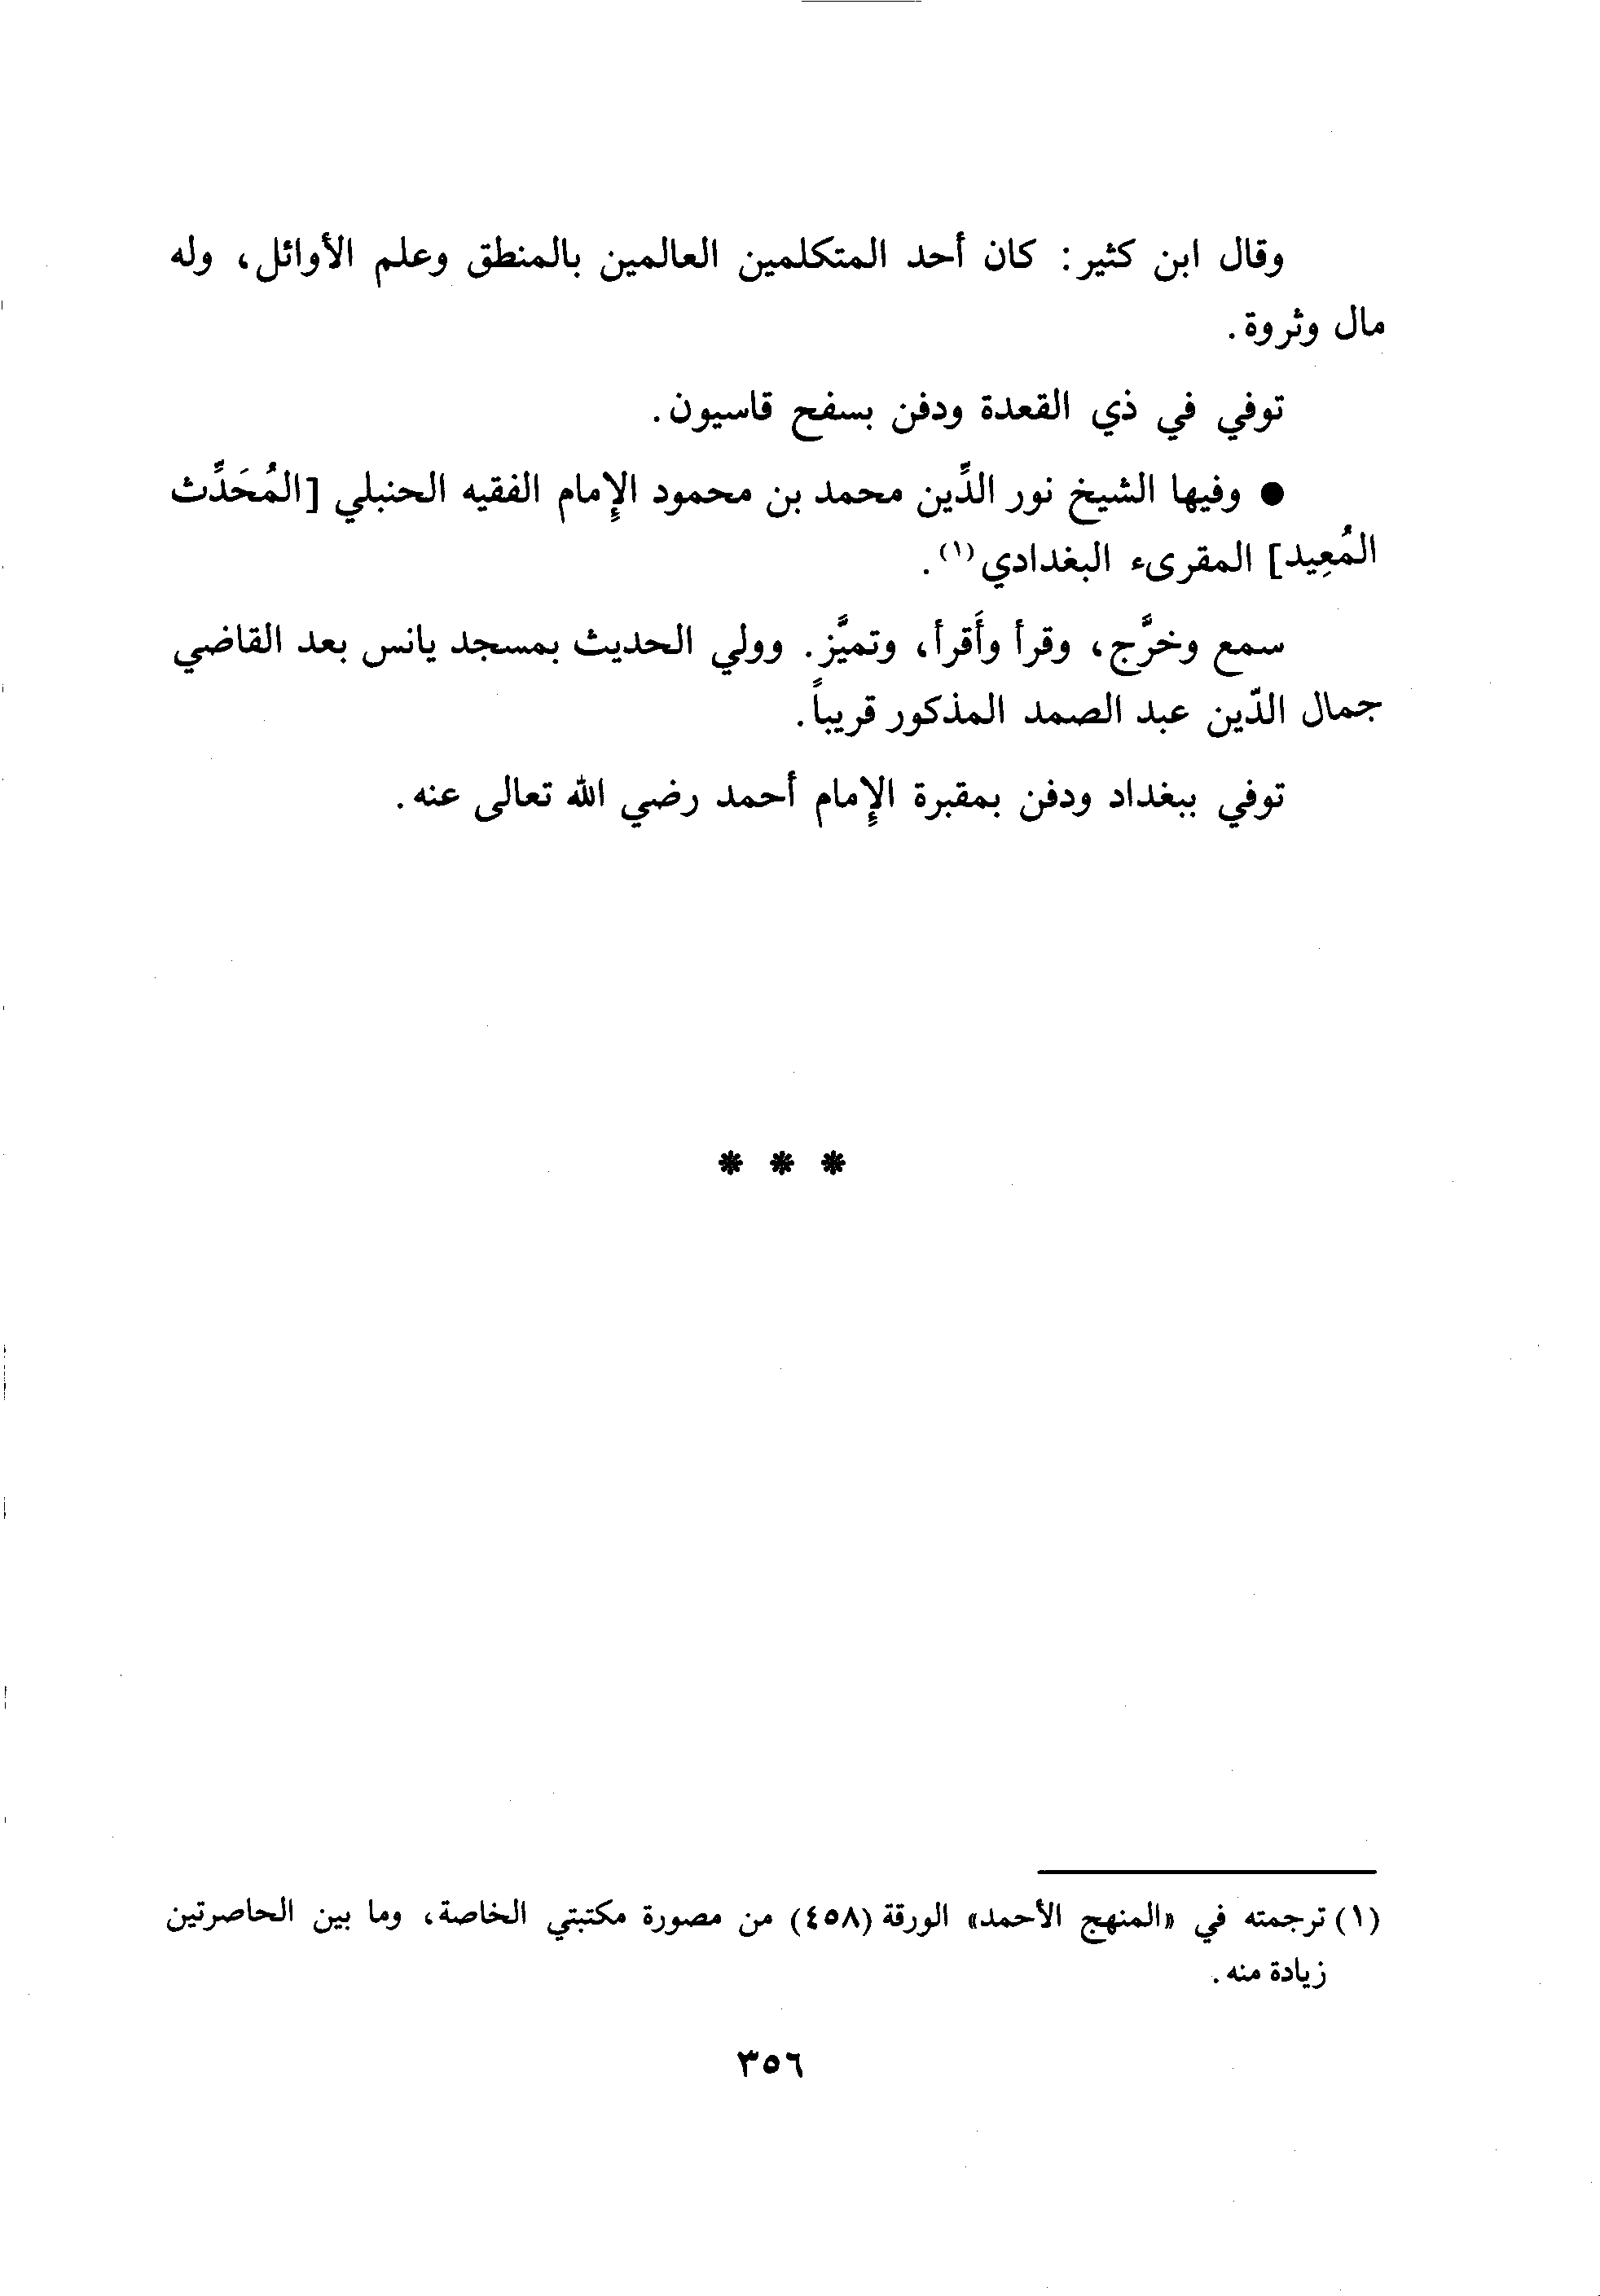 وقال ابن كثير: كان أحد المتكلمين العالمين بالمنطق وعلم الأوائل، وله
مال وثروة.
توفي في ذي القعدة ودفن بسفح قاسيون.
● وفيها الشيخ نور الدِّين محمد بن محمود الإِمام الفقيه الحنبلي [المُحَدِّث
المُعِيد] المقرىء البغدادي(١).
سمع وخرَّج، وقرأ وأَقرأ، وتميَّز. وولي الحديث بمسجد يانس بعد القاضي
جمال الدّين عبد الصمد المذكور قريباً.
توفي ببغداد ودفن بمقبرة الإِمام أحمد رضي الله تعالى عنه.
* * *
(١) ترجمته في «المنهج الأحمد» الورقة (٤٥٨) من مصورة مكتبتي الخاصة، وما بين الحاصرتين
زيادة منه.
٣٥٦